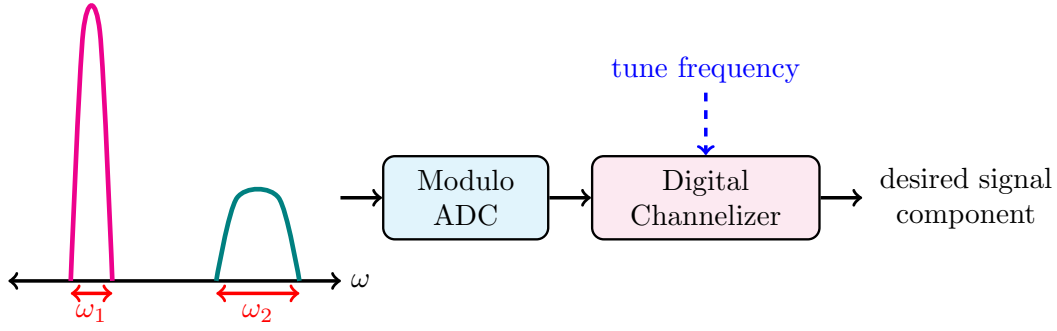 tune frequency
Modulo
ADC
Digital
Channelizer
desired signal
component
ω
ω₁
ω₂